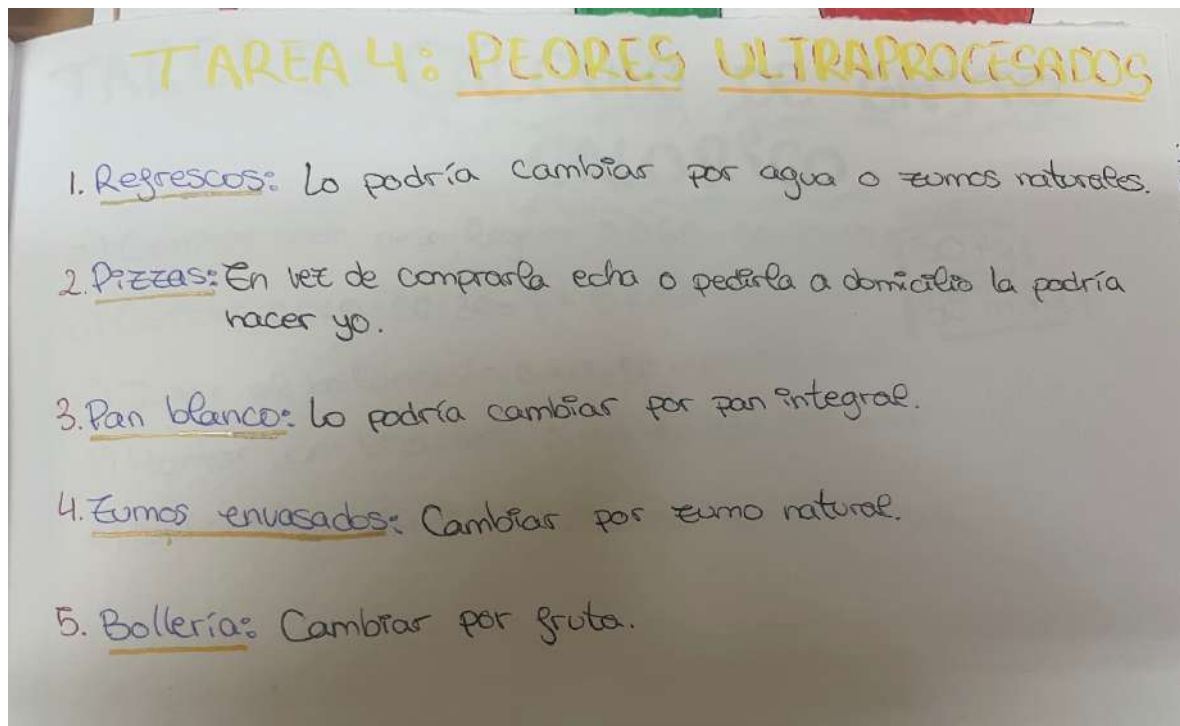 TAREA 4: PEORES ULTRAPROCESADOS
1. Refrescos: Lo podría cambiar por agua o zumos naturales.
2. Pizzas: En vez de comprarla echa o pedirla a domicilio la podría
hacer yo.
3. Pan blanco: Lo podría cambiar por pan integral.
4. Zumos envasados: Cambiar por zumo natural.
5. Bollería: Cambiar por fruta.